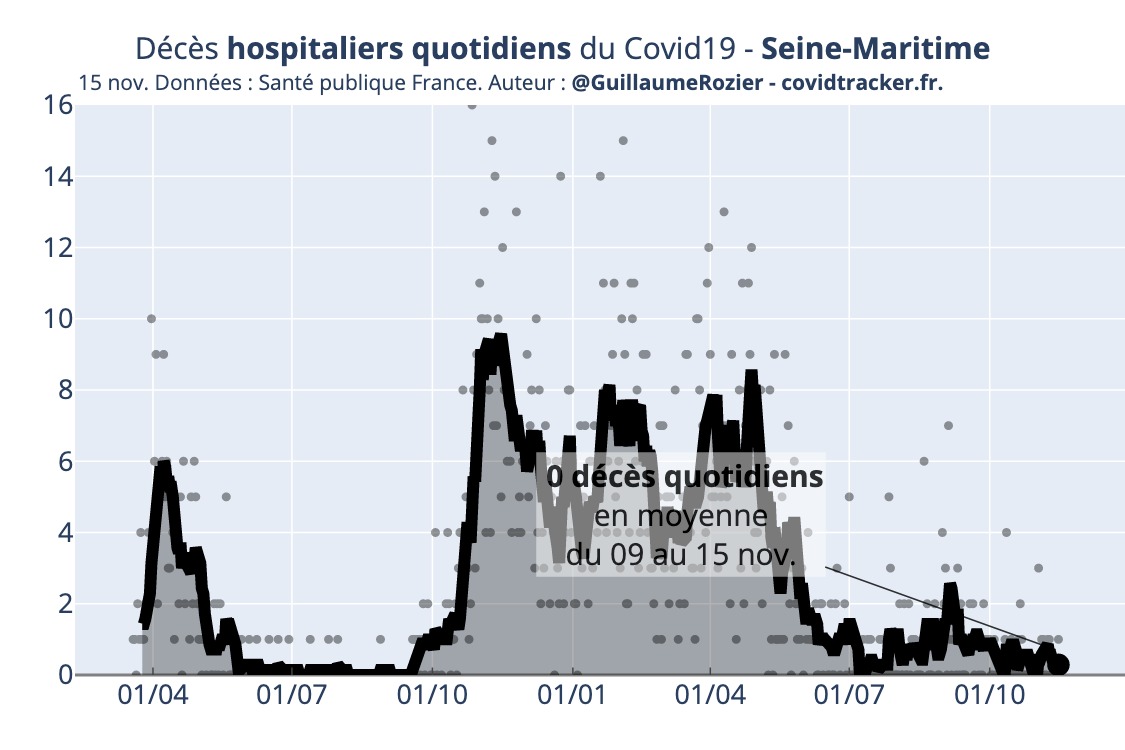 Décès hospitaliers quotidiens du Covid19 - Seine-Maritime
15 nov. Données : Santé publique France. Auteur : @GuillaumeRozier - covidtracker.fr.
16
14
12
10
8
6
4
2
0
0 décès quotidiens
en moyenne
du 09 au 15 nov.
01/04 01/07 01/10 01/01 01/04 01/07 01/10